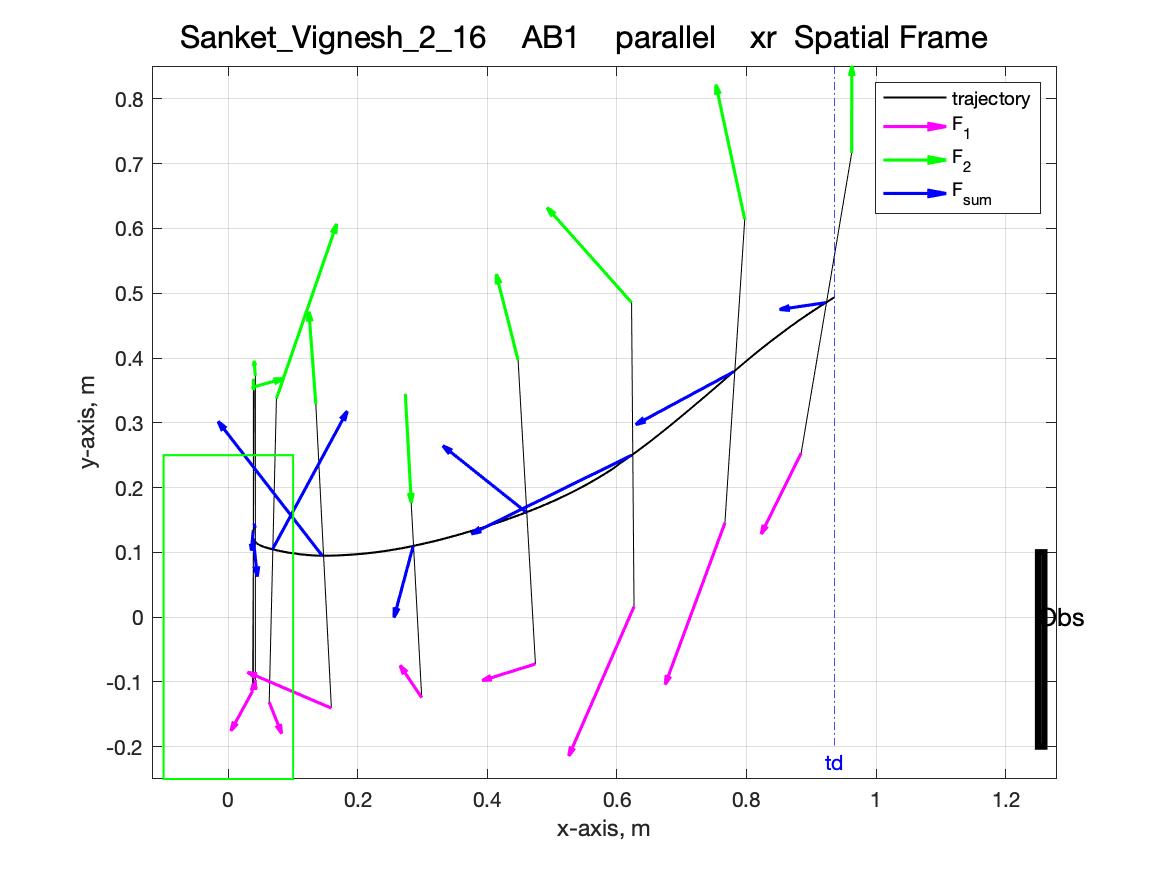 Sanket_Vignesh_2_16 AB1 parallel xr Spatial Frame
trajectory
F1
F2
Fsum
0.8
0.7
0.6
0.5
0.4
0.3
0.2
0.1
0
-0.1
-0.2
y-axis, m
Obs
td
0 0.2 0.4 0.6 0.8 1 1.2
x-axis, m